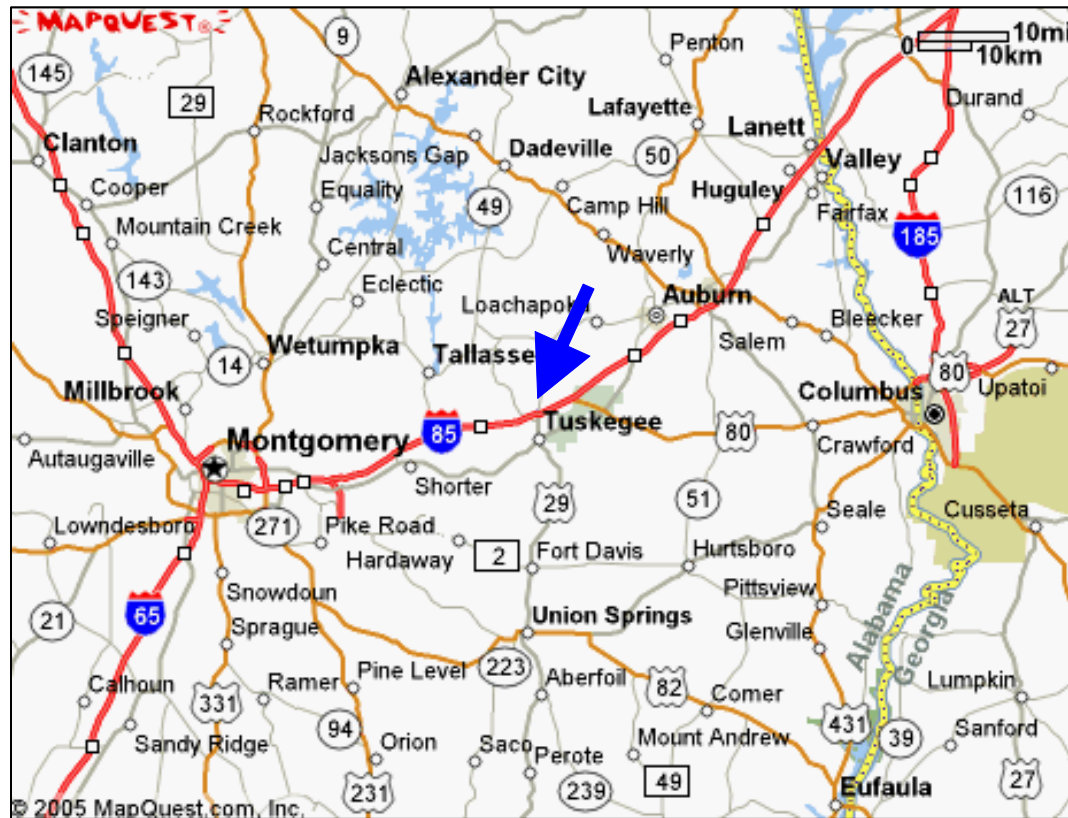 MAPQUEST®
9
Penton
0
10mi
10km
145
Alexander City
29
Rockford
Lafayette
Durand
Clanton
Lanett
Jacksons Gap
Dadeville
50
Valley
Cooper
Equality
Huguley
49
Camp Hill
116
Mountain Creek
Fairfax
Central
Waverly
185
143
Eclectic
Loachapok
Auburn
ALT
Speigner
Bleecker
27
Wetumpka
Tallasse
Salem
14
80
Millbrook
Columbus
Upatoi
85
Tuskegee
Montgomery
80
Crawford
Autaugaville
Shorter
29
51
Lowndesboro
271
Pike Road
Seale
Cusseta
Hardaway
2
Fort Davis
Hurtsboro
65
Snowdoun
Pittsview
21
Union Springs
Alabama
Georgia
Sprague
Glenville
Pine Level
223
Aberfoil
82
Calhoun
Ramer
Comer
Lumpkin
331
94
431
39
Sandy Ridge
Orion
Saco
Mount Andrew
Sanford
Perote
49
27
231
239
Eufaula
© 2005 MapQuest.com, Inc.